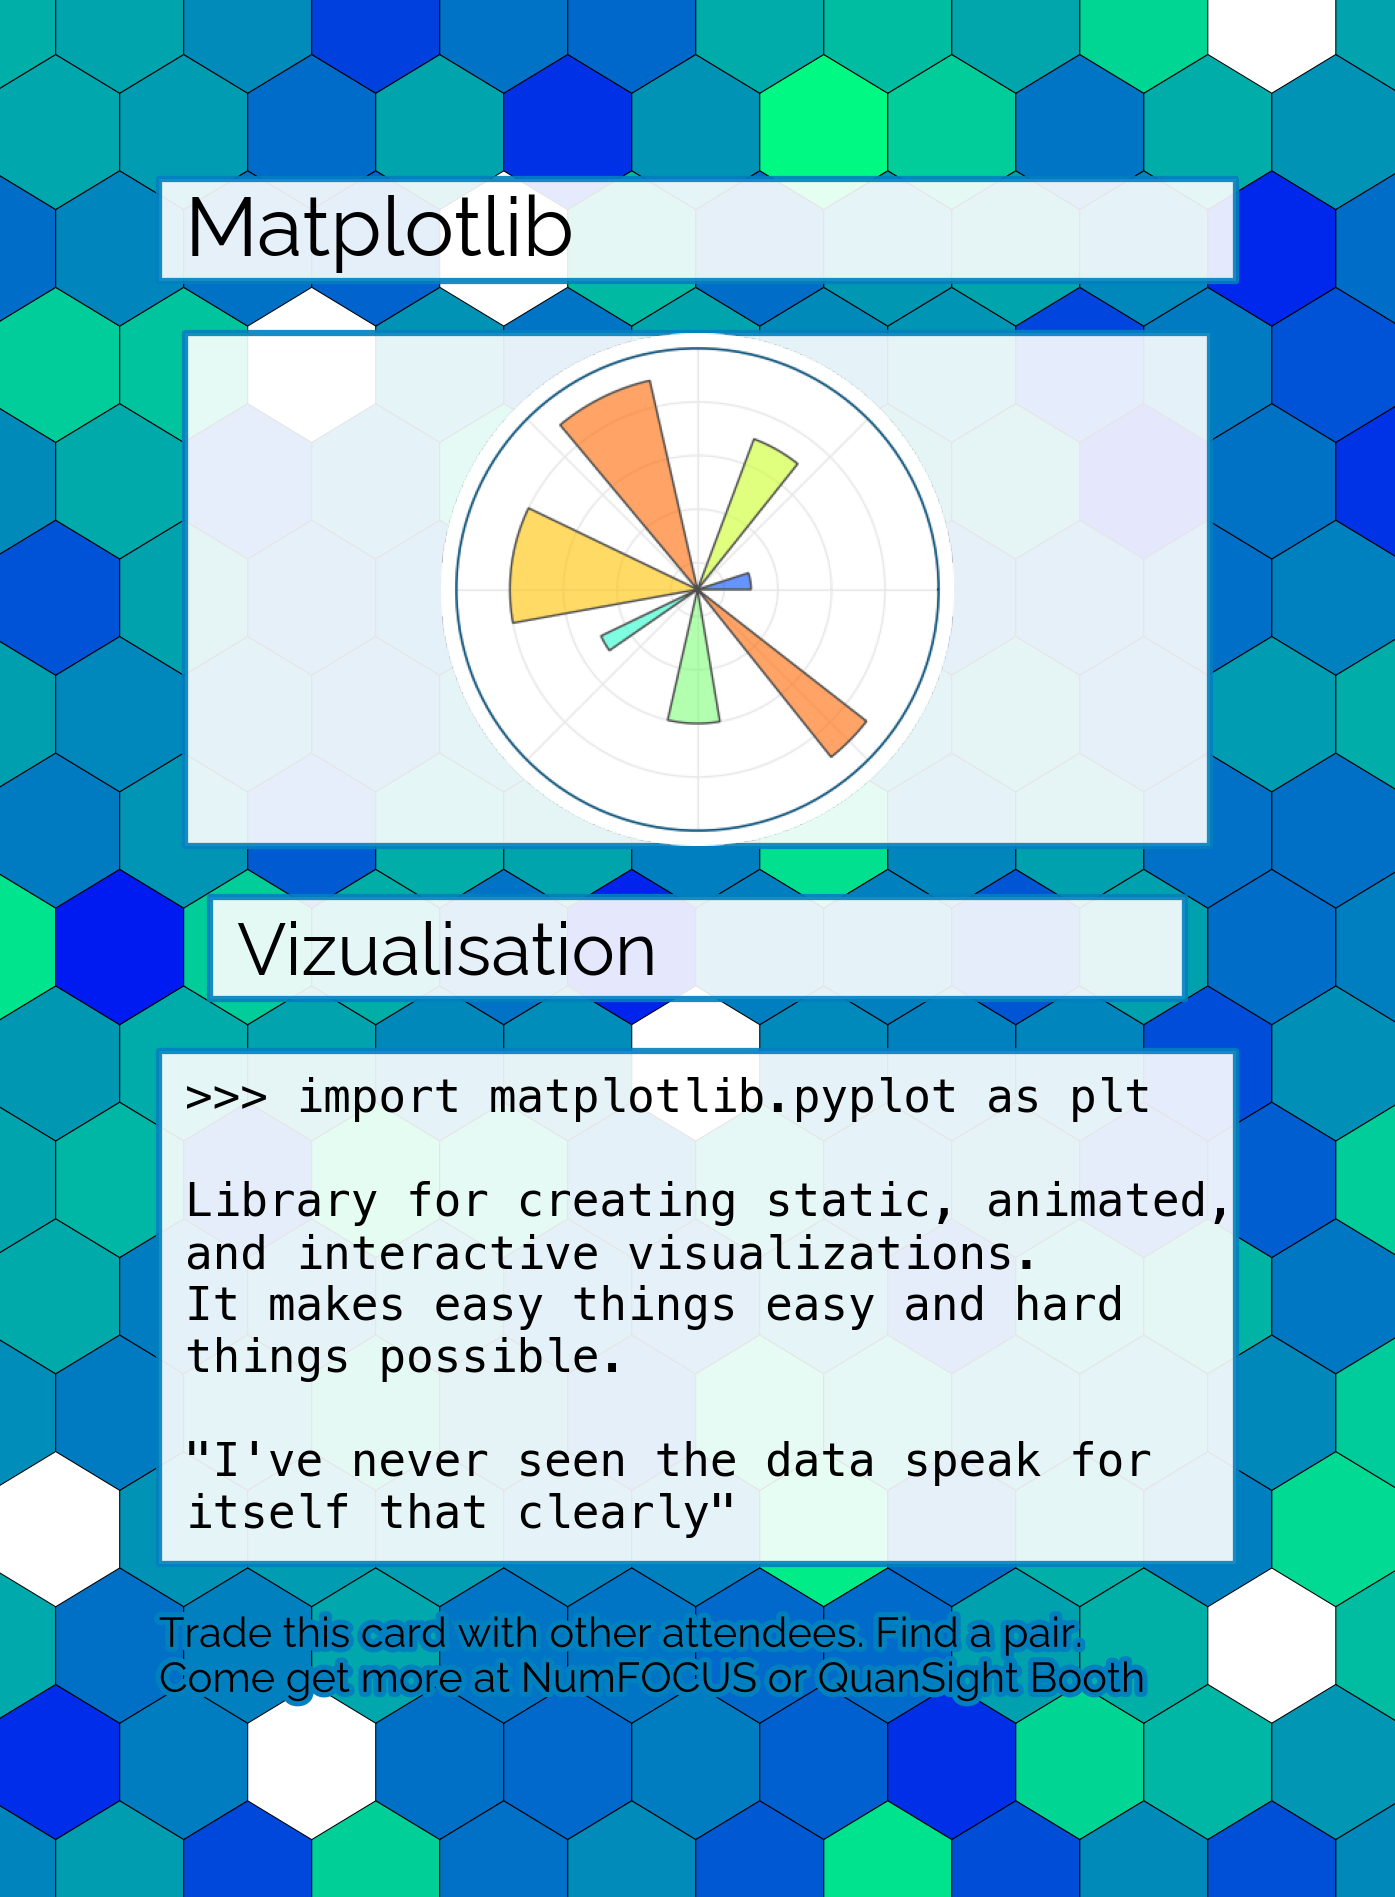 Matplotlib
Vizualisation
>>> import matplotlib.pyplot as plt
Library for creating static, animated,
and interactive visualizations.
It makes easy things easy and hard
things possible.
"I've never seen the data speak for
itself that clearly"
Trade this card with other attendees. Find a pair.
Come get more at NumFOCUS or QuanSight Booth